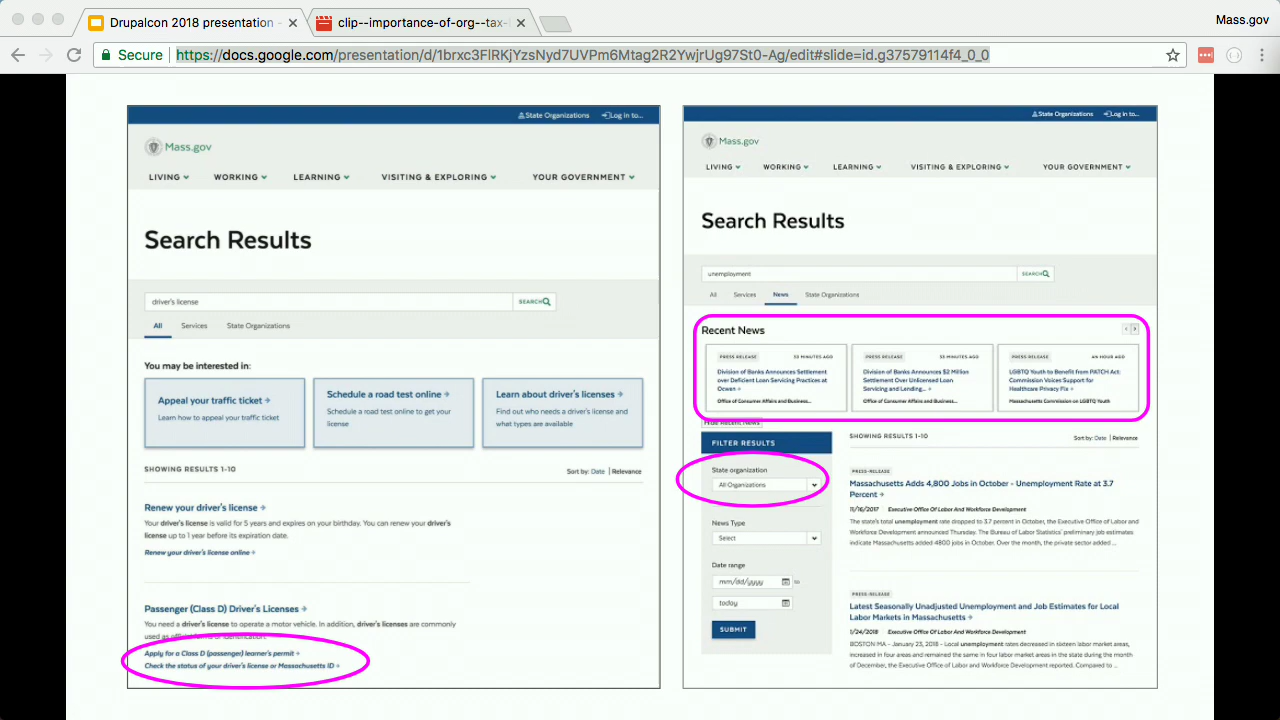 Drupalcon 2018 presentation -
clip--importance-of-org--tax-
Mass.gov
Secure
https://docs.google.com/presentation/d/1brxc3FlRKiYzsNyd7UVPm6Mtag2R2YwjrUg97St0-Ag/edit#slide=id.g37579114f4_0_0
State Organizations Log in to...
Mass.gov
LIVING WORKING LEARNING VISITING & EXPLORING YOUR GOVERNMENT
Search Results
driver's license SEARCH
All Services State Organizations
You may be interested in:
Appeal your traffic ticket
Learn how to appeal your traffic ticket
Schedule a road test online
Schedule a road test online to get your
license
Learn about driver's licenses
Find out who needs a driver's license and
what types are available
SHOWING RESULTS 1-10
Sort by: Date | Relevance
Renew your driver's license
Your driver's license is valid for 5 years and expires on your birthday. You can renew your driver's
license up to 1 year before its expiration date.
Renew your driver's license online
Passenger (Class D) Driver's Licenses
You need a driver's license to operate a motor vehicle. In addition, driver's licenses are commonly
used as official forms of identification.
Apply for a Class D (passenger) learner's permit
Check the status of your driver's license or Massachusetts ID
State Organizations Log in to...
Mass.gov
LIVING WORKING LEARNING VISITING & EXPLORING YOUR GOVERNMENT
Search Results
unemployment SEARCH
All Services News State Organizations
Recent News
PRESS RELEASE 33 MINUTES AGO
Division of Banks Announces Settlement
over Deficient Loan Servicing Practices at
Ocwen
Office of Consumer Affairs and Business...
PRESS RELEASE 33 MINUTES AGO
Division of Banks Announces $2 Million
Settlement Over Unlicensed Loan
Servicing and Lending...
Office of Consumer Affairs and Business...
PRESS RELEASE AN HOUR AGO
LGBTQ Youth to Benefit from PATCH Act:
Commission Voices Support for
Healthcare Privacy Fix
Massachusetts Commission on LGBTQ Youth
Hide Recent News
FILTER RESULTS
State organization
All Organizations
News Type
Select
Date range
mm/dd/yyyy to
today
SUBMIT
SHOWING RESULTS 1-10
Sort by: Date | Relevance
PRESS-RELEASE
Massachusetts Adds 4,800 Jobs in October - Unemployment Rate at 3.7
Percent
11/16/2017 Executive Office Of Labor And Workforce Development
The state's total unemployment rate dropped to 3.7 percent in October, the Executive Office of Labor and
Workforce Development announced Thursday. The Bureau of Labor Statistics' preliminary job estimates
indicate Massachusetts added 4800 jobs in October. Over the month, the private sector added ...
PRESS-RELEASE
Latest Seasonally Unadjusted Unemployment and Job Estimates for Local
Labor Markets in Massachusetts
1/24/2018 Executive Office Of Labor And Workforce Development
BOSTON MA – January 23, 2018 - Local unemployment rates decreased in sixteen labor market areas,
increased in four areas and remained the same in four labor market areas in the state during the month
of December, the Executive Office of Labor and Workforce Development reported. Compared to ...